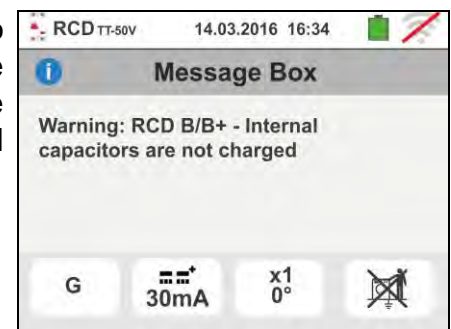 RCD TT-50V 14.03.2016 16:34
Message Box
Warning: RCD B/B+ - Internal
capacitors are not charged
G
30mA
x1
0°